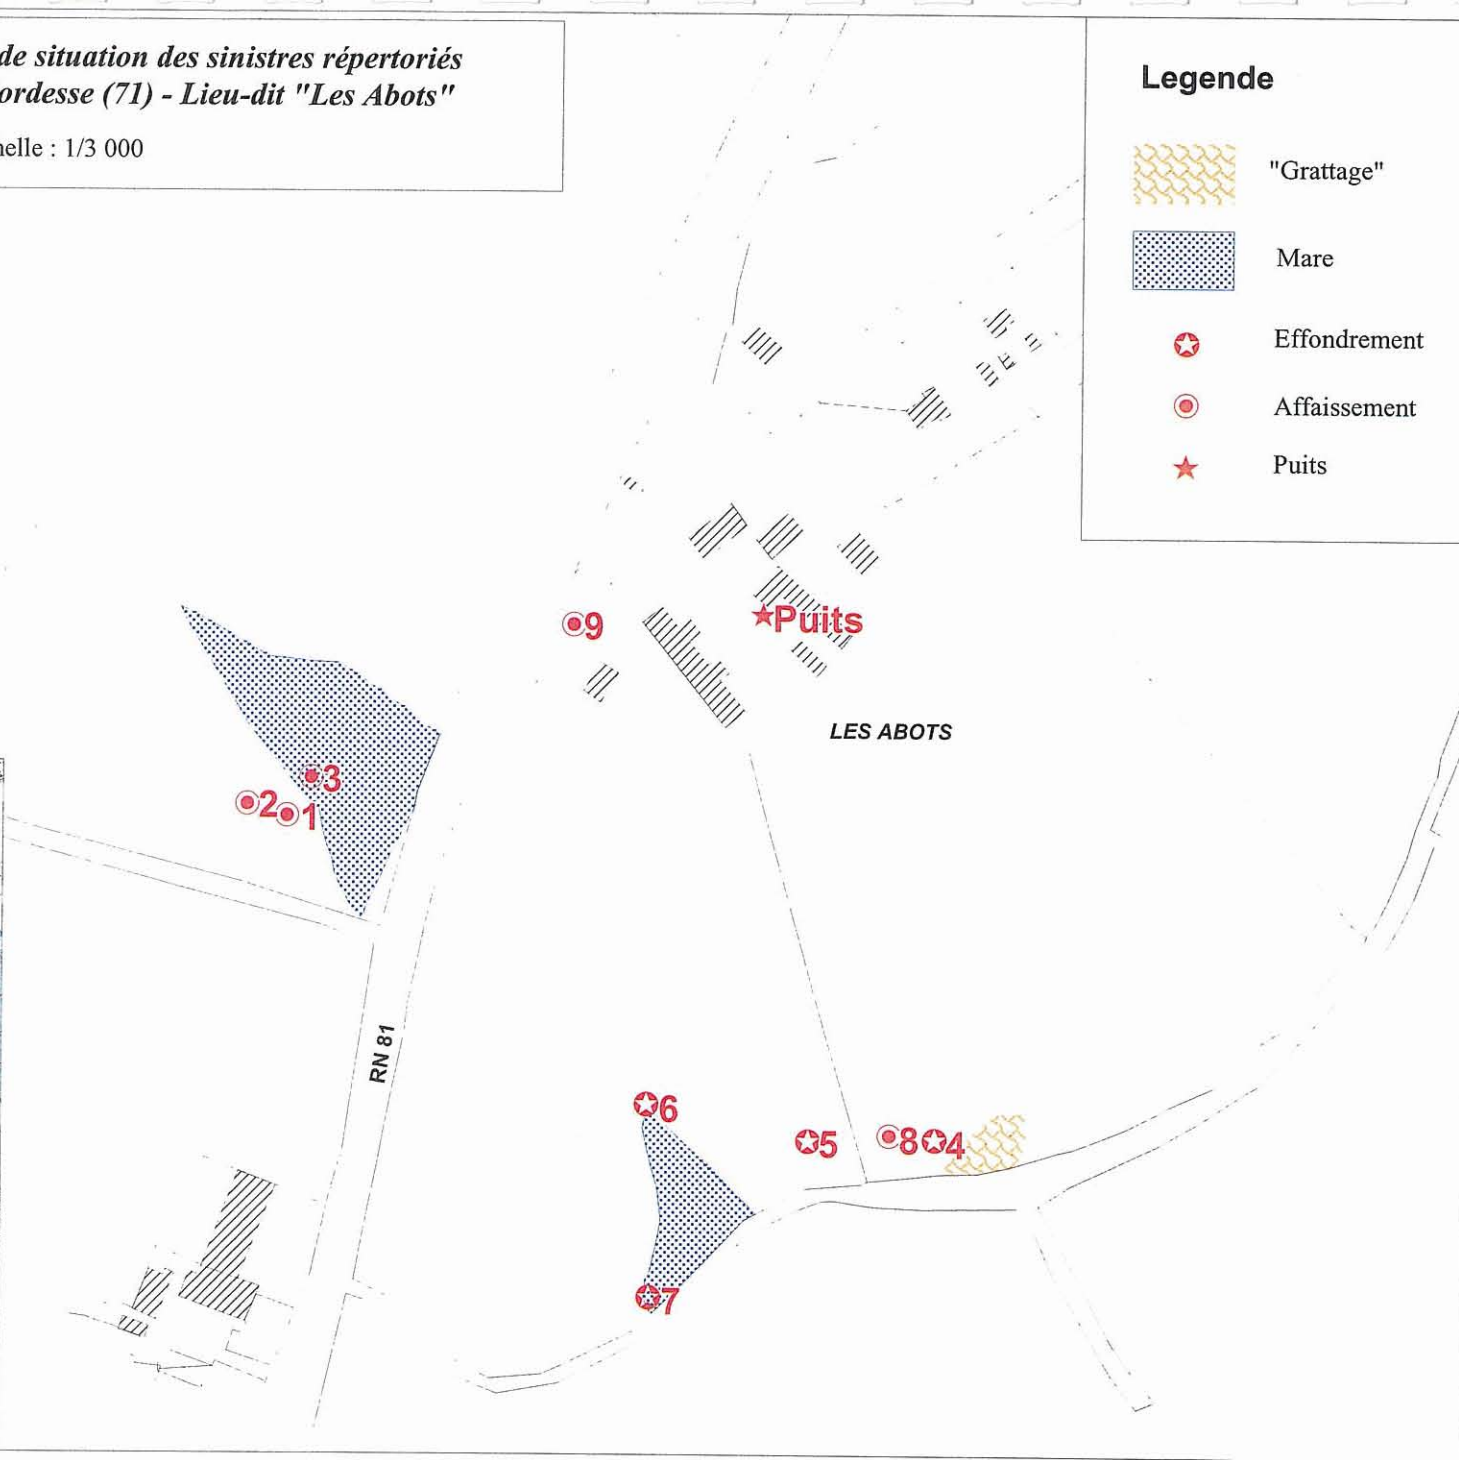 de situation des sinistres répertoriés
ordesse (71) - Lieu-dit "Les Abots"
elle : 1/3 000
Legende
"Grattage"
Mare
Effondrement
Affaissement
Puits
9
Puits
LES ABOTS
3
2
1
RN 81
6
5
8
4
7